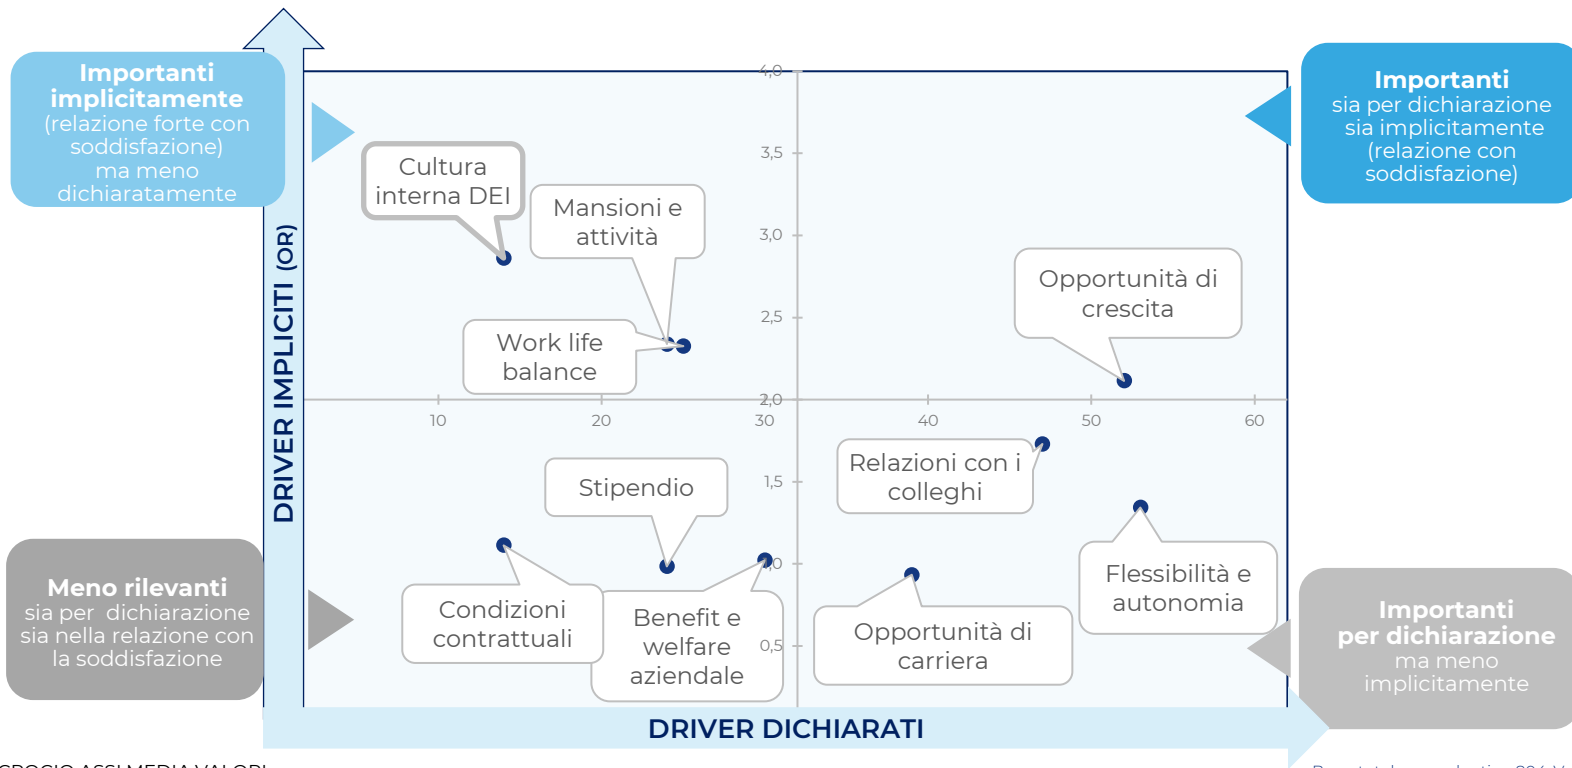 Importanti
implicitamente
(relazione forte con
soddisfazione)
ma meno
dichiaratamente
Importanti
sia per dichiarazione
sia implicitamente
(relazione con
soddisfazione)
DRIVER IMPLICITI (OR)
4,0
3,5
3,0
2,5
2,0
1,5
0,5
10
20
30
40
50
60
Cultura
interna DEI
Mansioni e
attività
Work life
balance
Opportunità di
crescita
Relazioni con i
colleghi
Stipendio
Flessibilità e
autonomia
Condizioni
contrattuali
Benefit e
welfare
aziendale
Opportunità di
carriera
Meno rilevanti
sia per dichiarazione
sia nella relazione con
la soddisfazione
Importanti
per dichiarazione
ma meno
implicitamente
DRIVER DICHIARATI
ASSI MEDIA VALORI